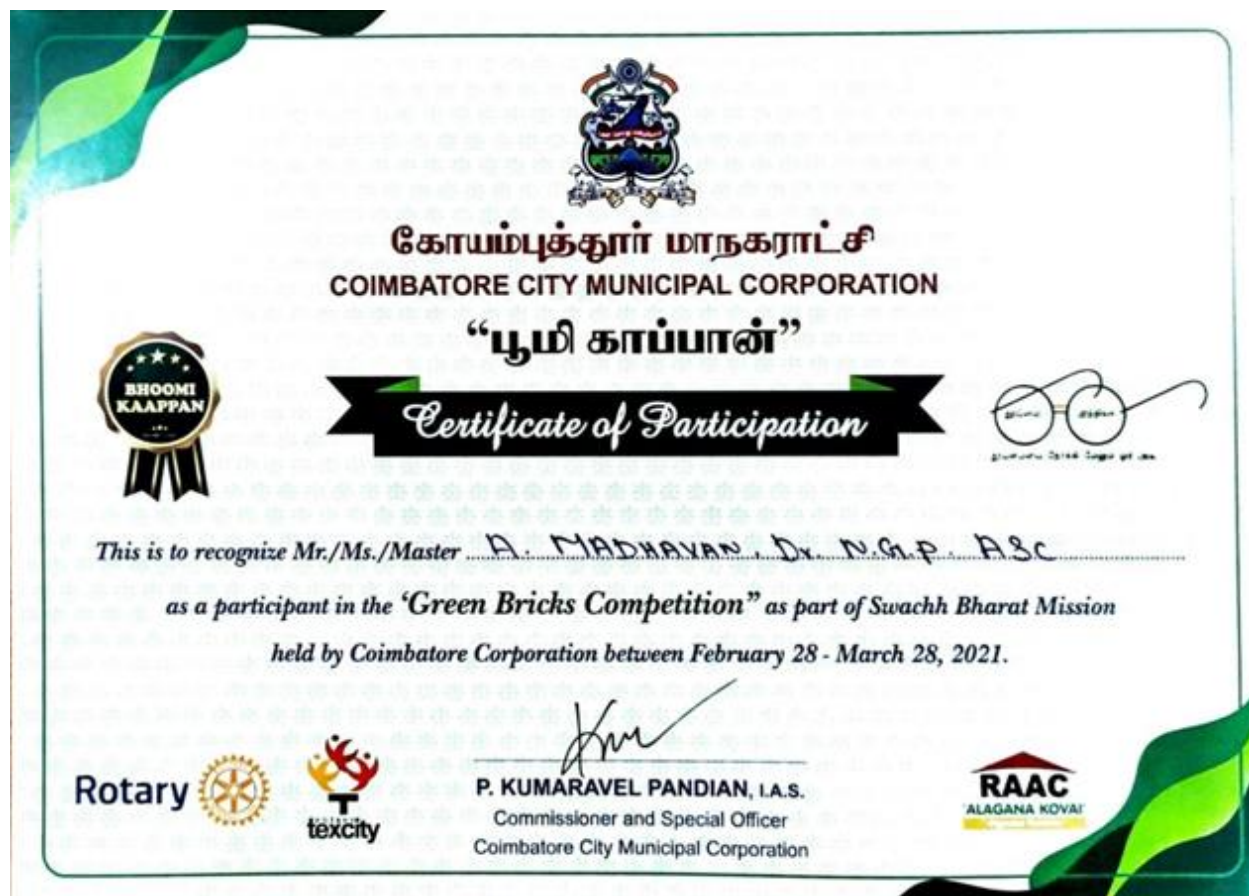 கோயம்புத்தூர் மாநகராட்சி
COIMBATORE CITY MUNICIPAL CORPORATION
“பூமி காப்பான்”
BHOOMI
KAAPPAN
Certificate of Participation
This is to recognize Mr./Ms./Master A. MADHAVAN, Dr. N.G.P. ASC
as a participant in the ‘Green Bricks Competition” as part of Swachh Bharat Mission
held by Coimbatore Corporation between February 28 - March 28, 2021.
Rotary
texcity
P. KUMARAVEL PANDIAN, I.A.S.
Commissioner and Special Officer
Coimbatore City Municipal Corporation
RAAC
'ALAGANA KOVAI'